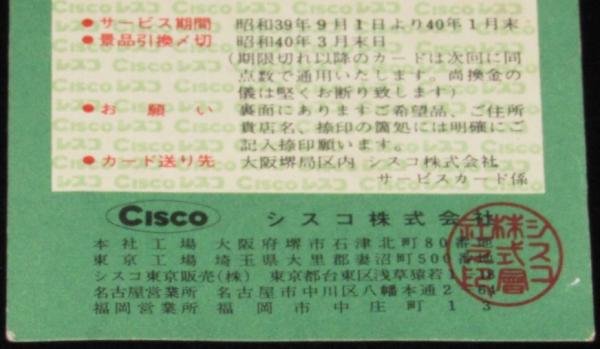 ●サービス期間 昭和39年9月1日より40年1月末
●景品引換〆切 昭和40年3月末日
(期限切れ以降のカードは次回に同
点数で通用いたします。尚換金の
儀は堅くお断り致します)
●お願い 裏面にありますご希望品、ご住所
貴店名、捺印の箇処には明確にご
記入捺印願います。
●カード送り先 大阪堺局区内 シスコ株式会社
サービスカード係
CISCO シスコ株式会社
本社工場 大阪府堺市石津北町80番地
東京工場 埼玉県大里郡妻沼町500番地
シスコ東京販売(株) 東京都台東区浅草猿若1
名古屋営業所 名古屋市中川区八幡本通2 64
福岡営業所 福岡市中庄町13
シスコ
株式會
社